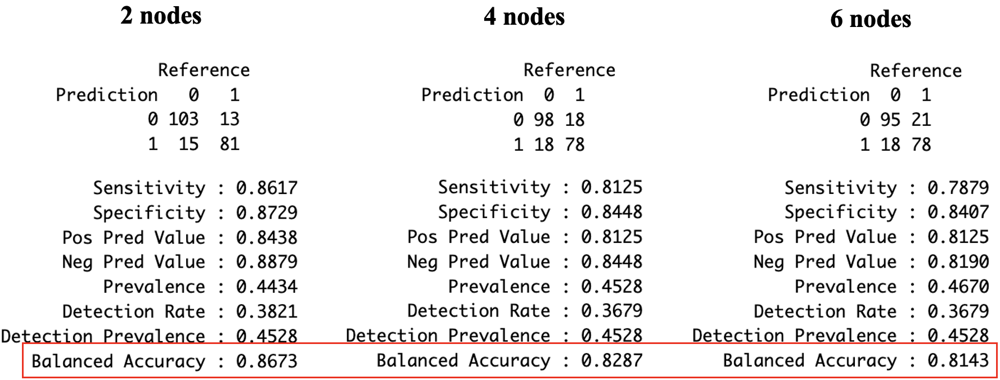 2 nodes
Reference
Prediction 0 1
0 103 13
1 15 81
Sensitivity : 0.8617
Specificity : 0.8729
Pos Pred Value : 0.8438
Neg Pred Value : 0.8879
Prevalence : 0.4434
Detection Rate : 0.3821
Detection Prevalence : 0.4528
Balanced Accuracy : 0.8673
4 nodes
Reference
Prediction 0 1
0 98 18
1 18 78
Sensitivity : 0.8125
Specificity : 0.8448
Pos Pred Value : 0.8125
Neg Pred Value : 0.8448
Prevalence : 0.4528
Detection Rate : 0.3679
Detection Prevalence : 0.4528
Balanced Accuracy : 0.8287
6 nodes
Reference
Prediction 0 1
0 95 21
1 18 78
Sensitivity : 0.7879
Specificity : 0.8407
Pos Pred Value : 0.8125
Neg Pred Value : 0.8190
Prevalence : 0.4670
Detection Rate : 0.3679
Detection Prevalence : 0.4528
Balanced Accuracy : 0.8143